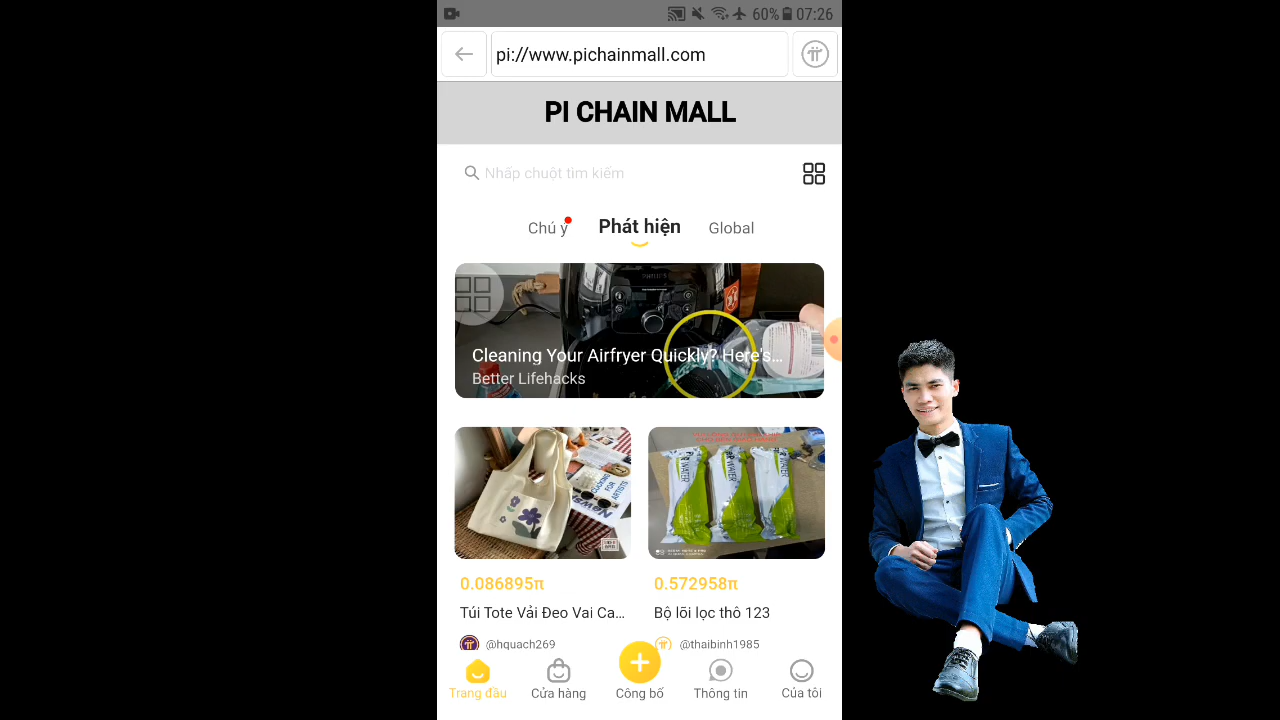 60% 07:26
pi://www.pichainmall.com
PI CHAIN MALL
Nhấp chuột tìm kiếm
Chú ý Phát hiện Global
Cleaning Your Airfryer Quickly? Here's...
Better Lifehacks
WATER
0.086895π 0.572958π
Túi Tote Vải Đeo Vai Ca... Bộ lõi lọc thô 123
@hquach269 @thaibinh1985
Trang đầu Cửa hàng Công bố Thông tin Của tôi